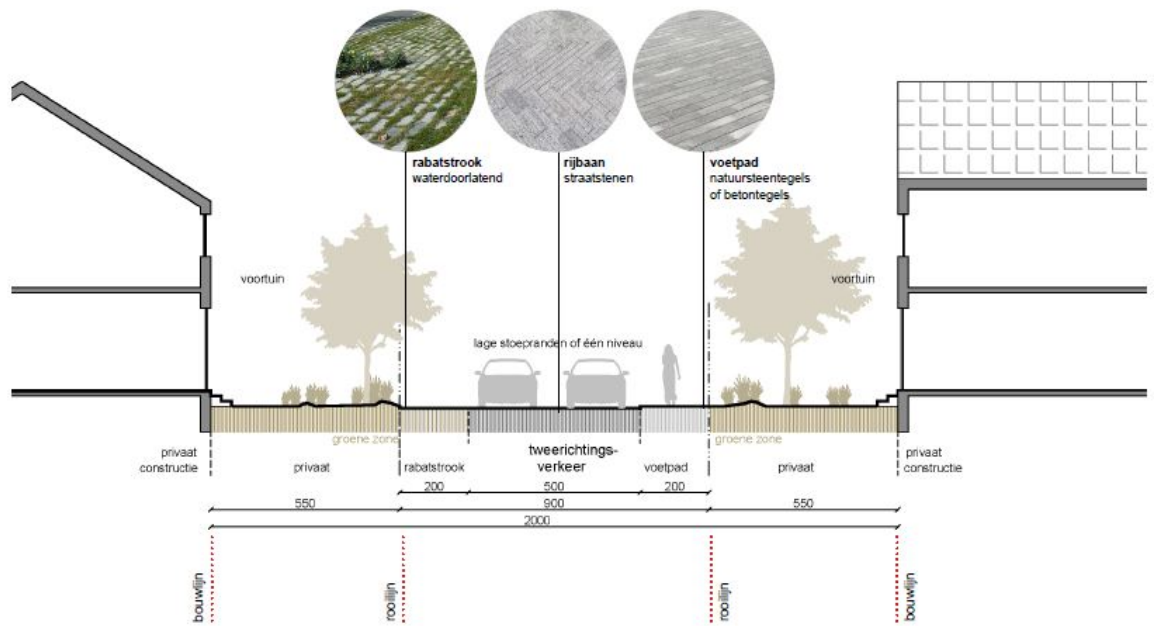 rabatstrook
waterdoorlatend
rijbaan
straatstenen
voetpad
natuursteentegels
of betontegels
voortuin
voortuin
lage stoepranden of één niveau
groene zone
groene zone
privaat
constructie
privaat
rabatstrook
tweerichtings-
verkeer
voetpad
privaat
privaat
constructie
200
500
200
550
900
550
2000
bouwlijn
rooilijn
rooilijn
bouwlijn